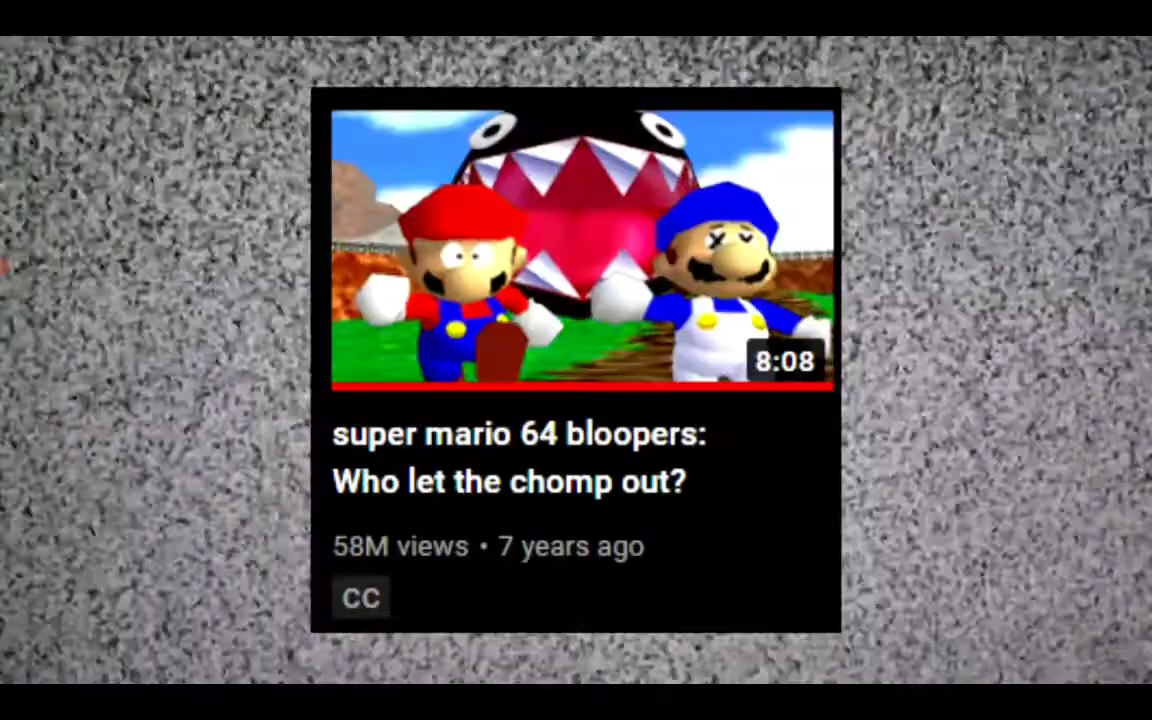 8:08
super mario 64 bloopers:
Who let the chomp out?
58M views • 7 years ago
CC